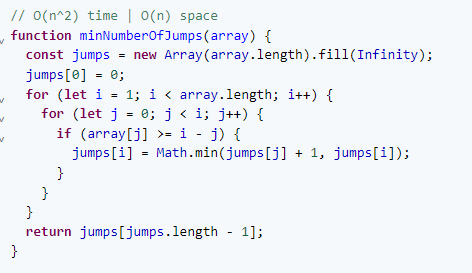 // O(n^2) time | O(n) space
function minNumberOfJumps(array) {
  const jumps = new Array(array.length).fill(Infinity);
  jumps[0] = 0;
  for (let i = 1; i < array.length; i++) {
    for (let j = 0; j < i; j++) {
      if (array[j] >= i - j) {
        jumps[i] = Math.min(jumps[j] + 1, jumps[i]);
      }
    }
  }
  return jumps[jumps.length - 1];
}